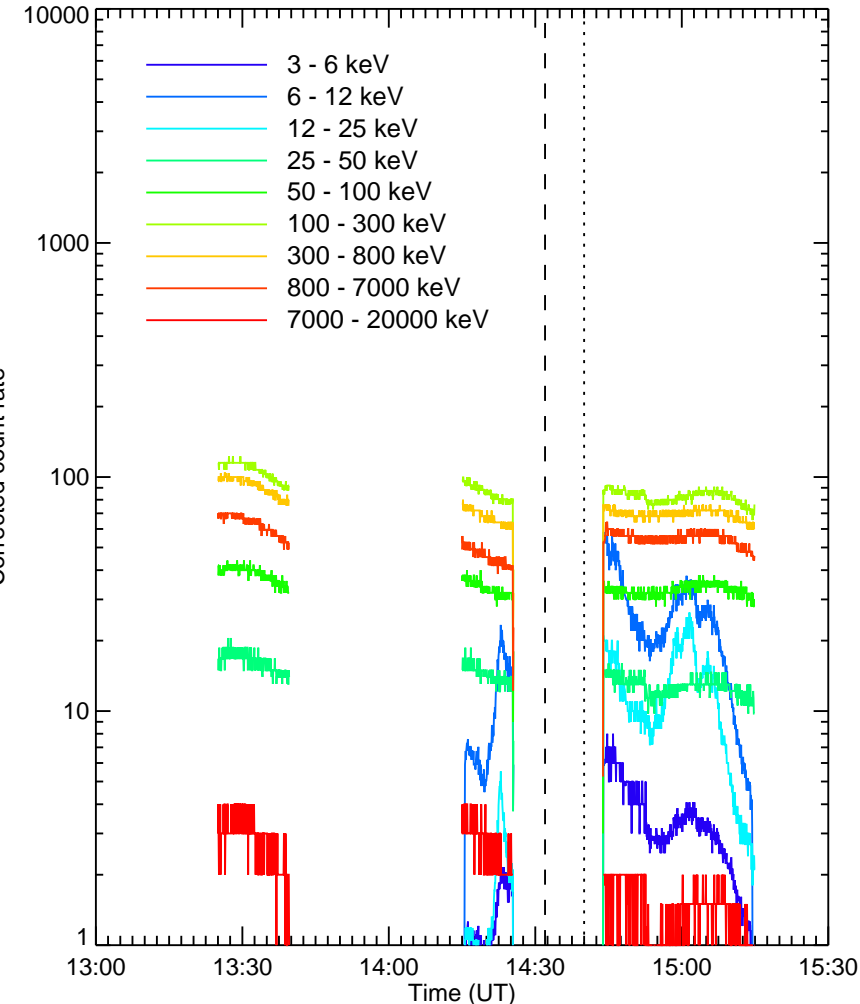 10000
1000
100
10
1
3 - 6 keV
6 - 12 keV
12 - 25 keV
25 - 50 keV
50 - 100 keV
100 - 300 keV
300 - 800 keV
800 - 7000 keV
7000 - 20000 keV
count rate
13:00 13:30 14:00 14:30 15:00 15:30
Time (UT)